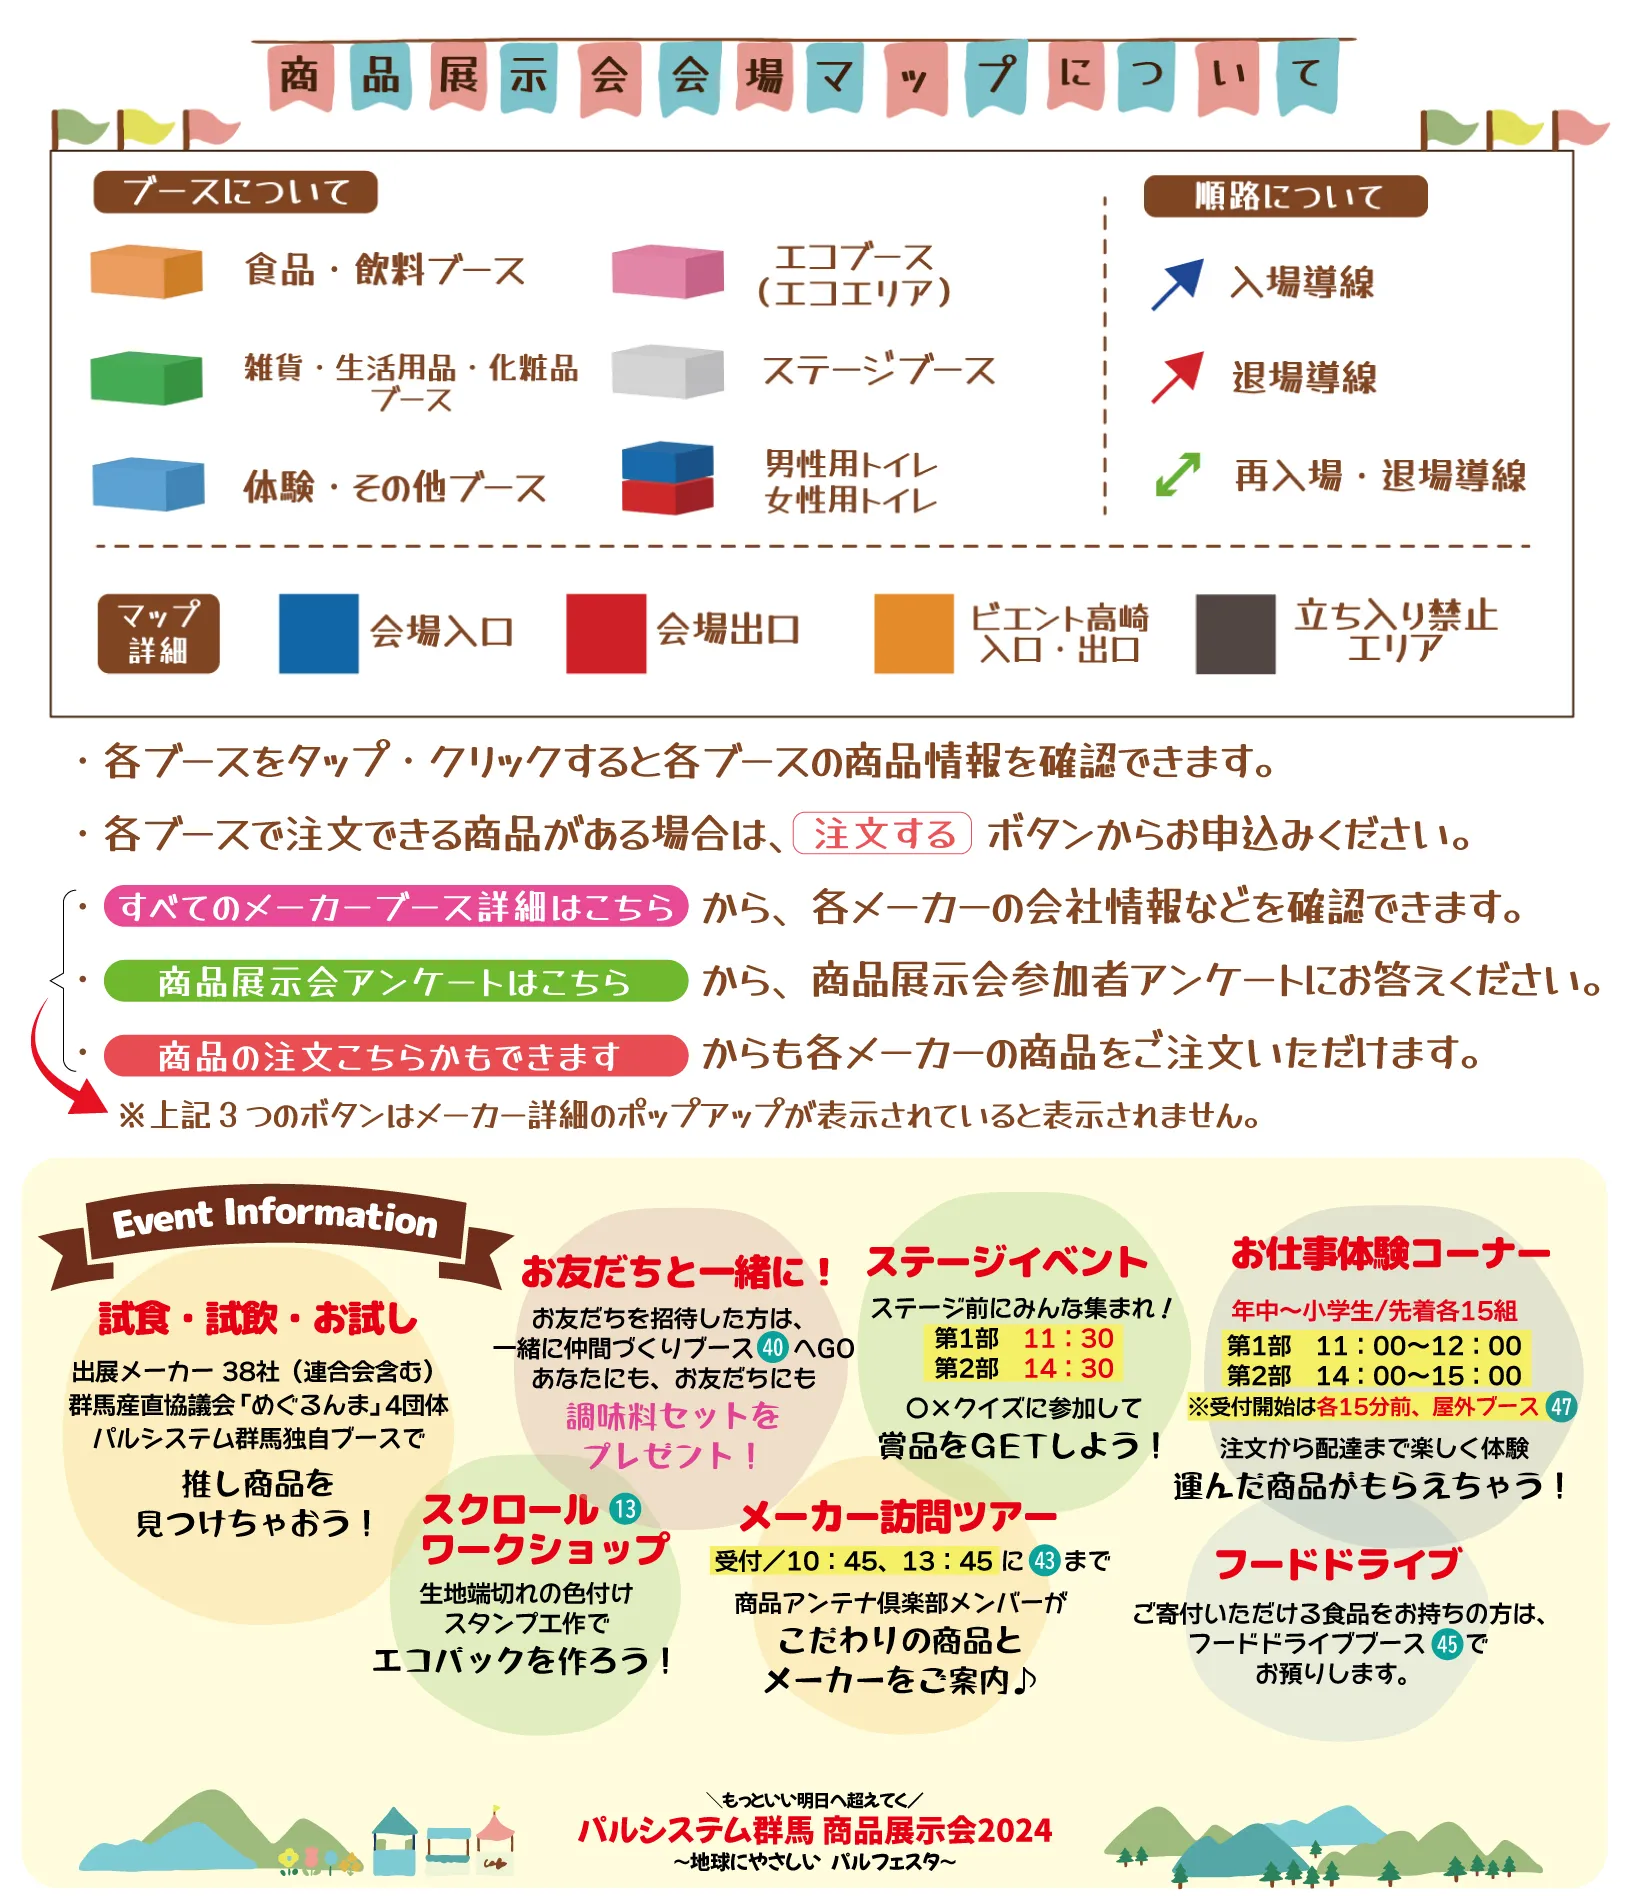 商品展示会会場マップについて
ブースについて
食品・飲料ブース
エコブース
（エコエリア）
雑貨・生活用品・化粧品
ブース
ステージブース
体験・その他ブース
男性用トイレ
女性用トイレ
順路について
入場導線
退場導線
再入場・退場導線
マップ
詳細
会場入口
会場出口
ビエント高崎
入口・出口
立ち入り禁止
エリア
・各ブースをタップ・クリックすると各ブースの商品情報を確認できます。
・各ブースで注文できる商品がある場合は、 注文する ボタンからお申込みください。
・ すべてのメーカーブース詳細はこちら から、各メーカーの会社情報などを確認できます。
・ 商品展示会アンケートはこちら から、商品展示会参加者アンケートにお答えください。
・ 商品の注文こちらかもできます からも各メーカーの商品をご注文いただけます。
※上記３つのボタンはメーカー詳細のポップアップが表示されていると表示されません。
Event Information
試食・試飲・お試し
出展メーカー 38社（連合会含む）
群馬産直協議会「めぐるんま」4団体
パルシステム群馬独自ブースで
推し商品を
見つけちゃおう！
お友だちと一緒に！
お友だちを招待した方は、
一緒に仲間づくりブース 40 へGO
あなたにも、お友だちにも
調味料セットを
プレゼント！
ステージイベント
ステージ前にみんな集まれ！
第1部　11：30
第2部　14：30
〇×クイズに参加して
賞品をGETしよう！
お仕事体験コーナー
年中～小学生/先着各15組
第1部　11：00～12：00
第2部　14：00～15：00
※受付開始は各15分前、屋外ブース 47
注文から配達まで楽しく体験
運んだ商品がもらえちゃう！
スクロール 13
ワークショップ
生地端切れの色付け
スタンプ工作で
エコバックを作ろう！
メーカー訪問ツアー
受付／10：45、13：45 に 43 まで
商品アンテナ倶楽部メンバーが
こだわりの商品と
メーカーをご案内♪
フードドライブ
ご寄付いただける食品をお持ちの方は、
フードドライブブース 45 で
お預りします。
＼もっといい明日へ超えてく／
パルシステム群馬 商品展示会2024
～地球にやさしい パルフェスタ～